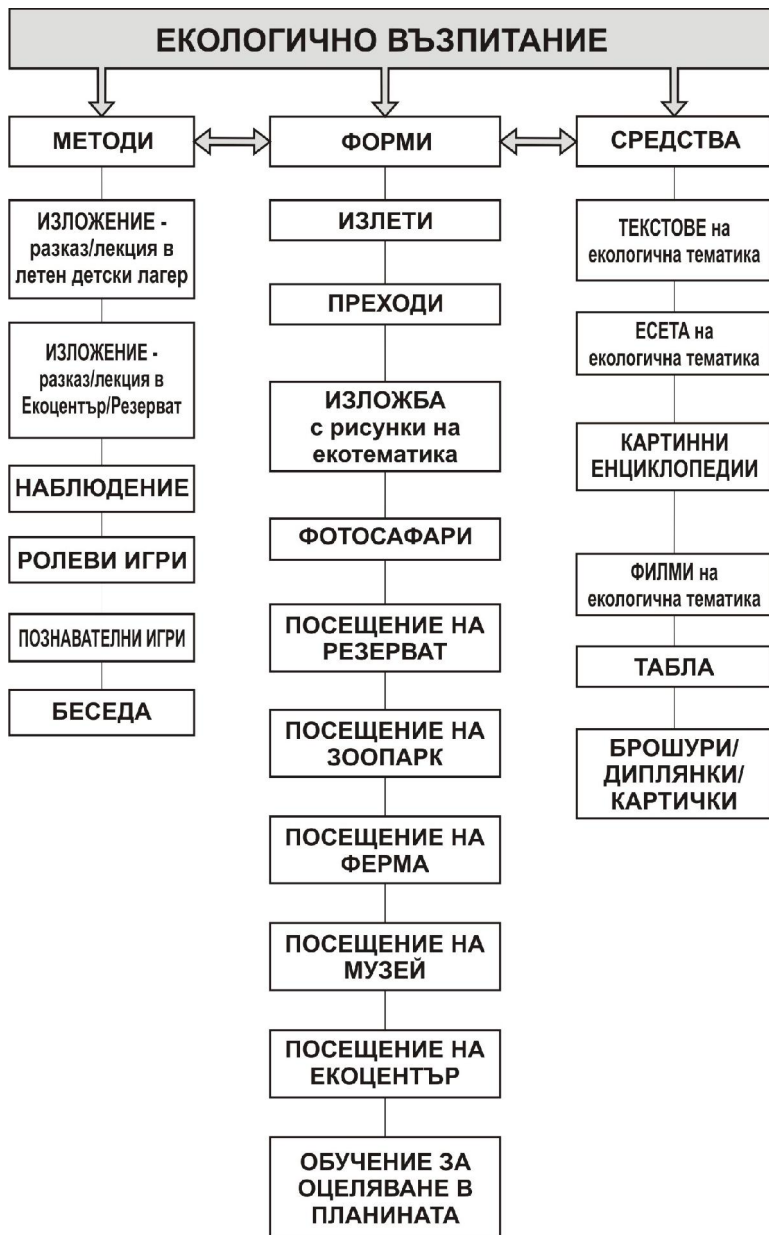 ЕКОЛОГИЧНО ВЪЗПИТАНИЕ
МЕТОДИ
ИЗЛОЖЕНИЕ -
разказ/лекция в
летен детски лагер
ИЗЛОЖЕНИЕ -
разказ/лекция в
Екоцентър/Резерват
НАБЛЮДЕНИЕ
РОЛЕВИ ИГРИ
ПОЗНАВАТЕЛНИ ИГРИ
БЕСЕДА
ФОРМИ
ИЗЛЕТИ
ПРЕХОДИ
ИЗЛОЖБА
с рисунки на
екотематика
ФОТОСАФАРИ
ПОСЕЩЕНИЕ НА
РЕЗЕРВАТ
ПОСЕЩЕНИЕ НА
ЗООПАРК
ПОСЕЩЕНИЕ НА
ФЕРМА
ПОСЕЩЕНИЕ НА
МУЗЕЙ
ПОСЕЩЕНИЕ НА
ЕКОЦЕНТЪР
ОБУЧЕНИЕ ЗА
ОЦЕЛЯВАНЕ В
ПЛАНИНАТА
СРЕДСТВА
ТЕКСТОВЕ на
екологична тематика
ЕСЕТА на
екологична тематика
КАРТИННИ
ЕНЦИКЛОПЕДИИ
ФИЛМИ на
екологична тематика
ТАБЛА
БРОШУРИ/
ДИПЛЯНКИ/
КАРТИЧКИ